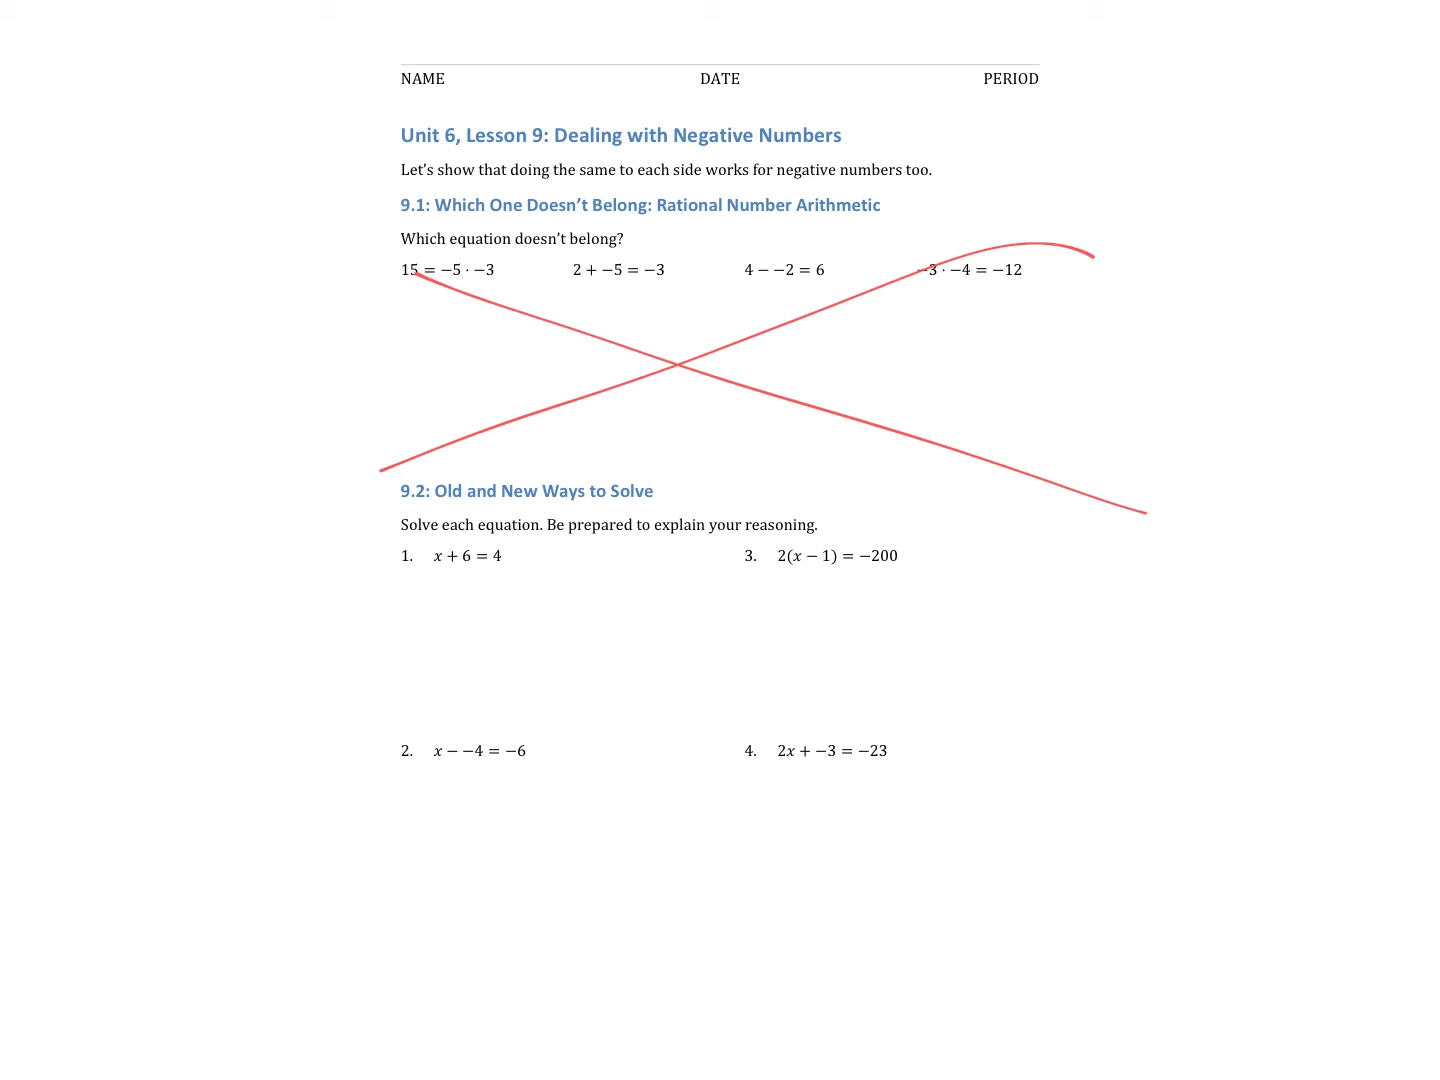 NAME DATE PERIOD
Unit 6, Lesson 9: Dealing with Negative Numbers
Let’s show that doing the same to each side works for negative numbers too.
9.1: Which One Doesn’t Belong: Rational Number Arithmetic
Which equation doesn’t belong?
15 = −5 · −3 2 + −5 = −3 4 − −2 = 6 −3 · −4 = −12
9.2: Old and New Ways to Solve
Solve each equation. Be prepared to explain your reasoning.
1. x + 6 = 4 3. 2(x − 1) = −200
2. x − −4 = −6 4. 2x + −3 = −23